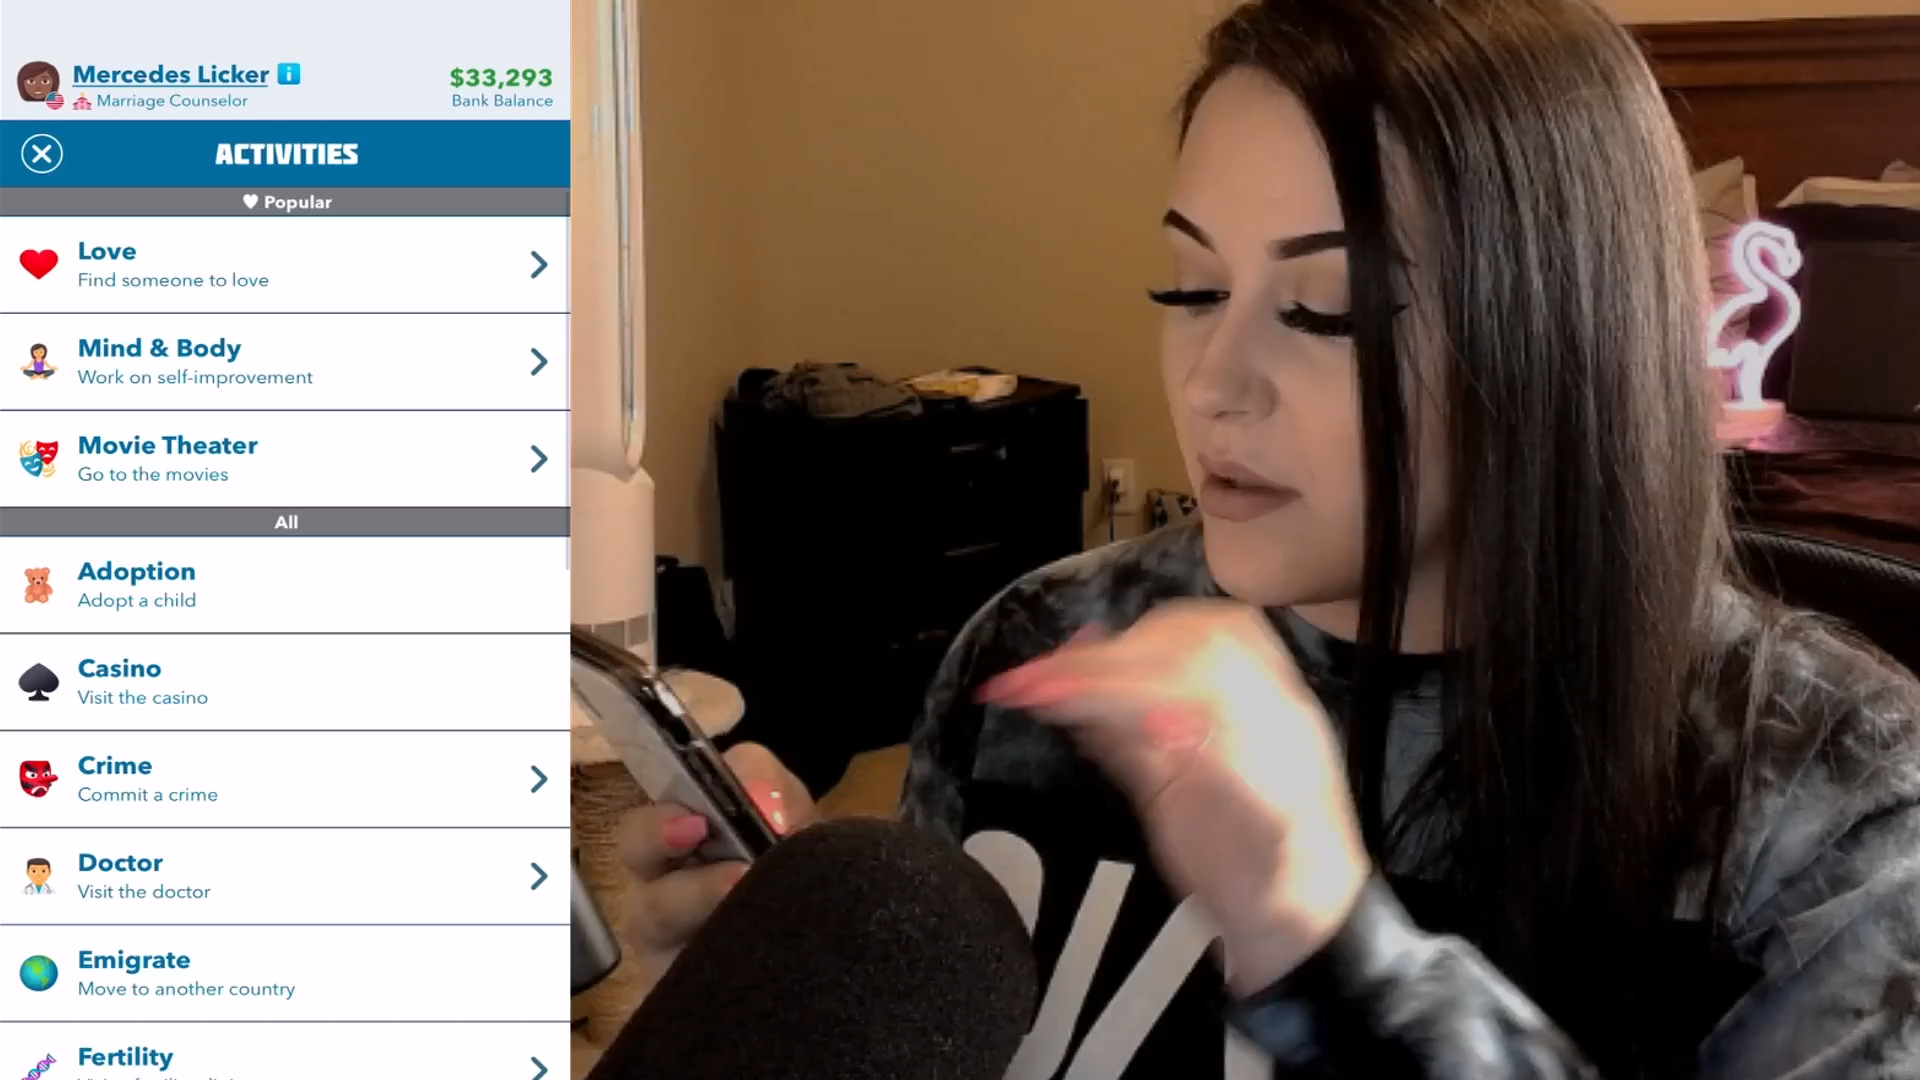 Mercedes Licker
$33,293
Marriage Counselor
Bank Balance
ACTIVITIES
Popular
Love
Find someone to love
Mind & Body
Work on self-improvement
Movie Theater
Go to the movies
All
Adoption
Adopt a child
Casino
Visit the casino
Crime
Commit a crime
Doctor
Visit the doctor
Emigrate
Move to another country
Fertility